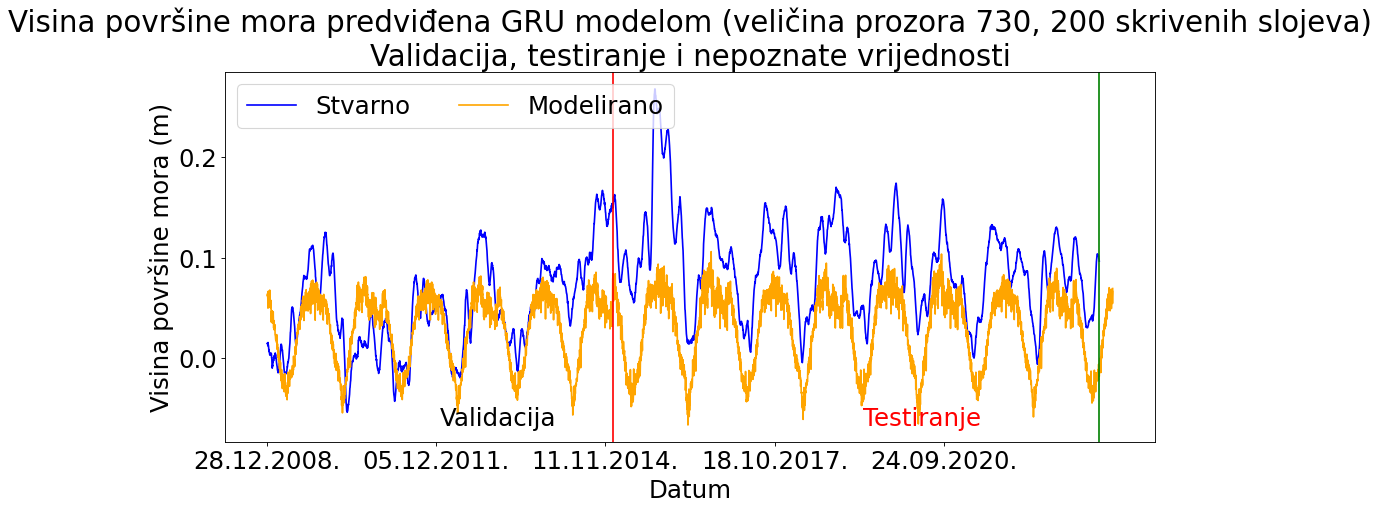 Visina površine mora predviđena GRU modelom (veličina prozora 730, 200 skrivenih slojeva)
Validacija, testiranje i nepoznate vrijednosti
Stvarno
Modelirano
Visina površine mora (m)
0.2
0.1
0.0
Validacija
Testiranje
28.12.2008.
05.12.2011.
11.11.2014.
18.10.2017.
24.09.2020.
Datum